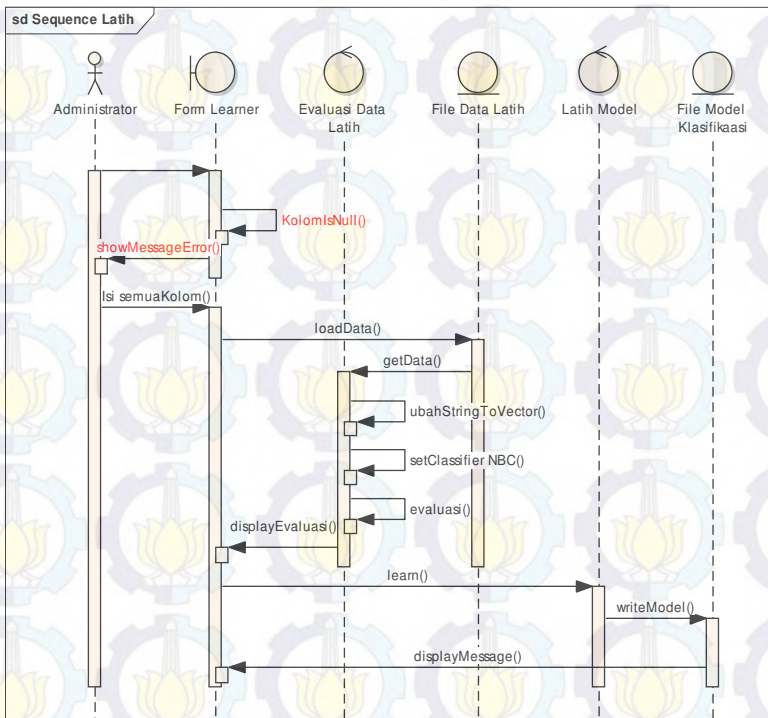 sd Sequence Latih
Administrator
Form Learner
Evaluasi Data
Latih
File Data Latih
Latih Model
File Model
Klasifikaasi
KolomIsNull()
showMessageError()
Isi semuaKolom()
loadData()
getData()
ubahStringToVector()
setClassifier NBC()
evaluasi()
displayEvaluasi()
learn()
writeModel()
displayMessage()